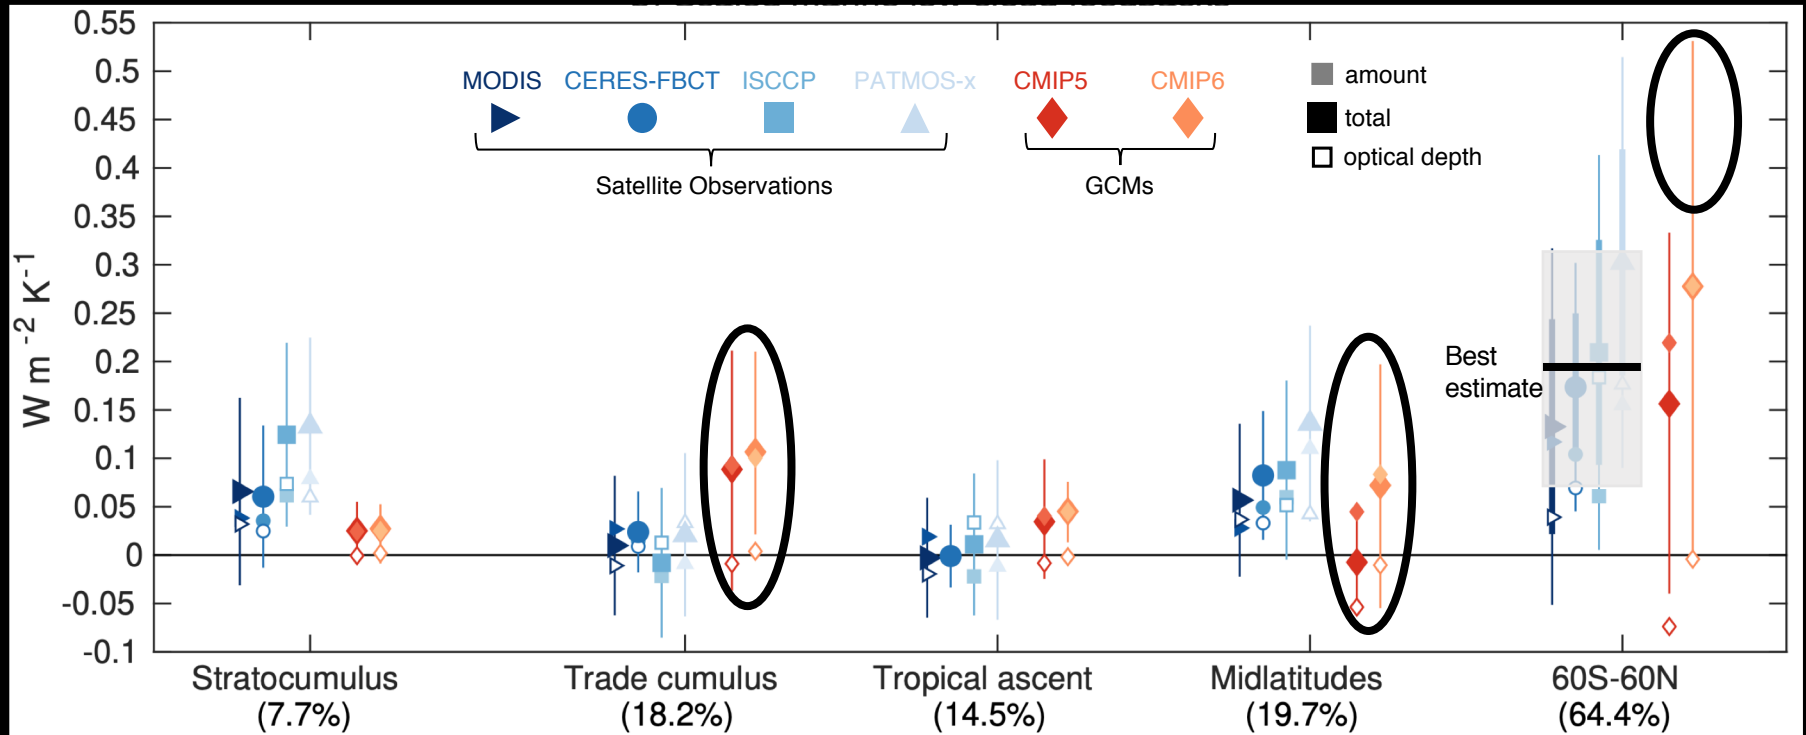 0.55
0.5
0.45
0.4
0.35
0.3
0.25
0.2
0.15
0.1
0.05
0
-0.05
-0.1
W m⁻² K⁻¹
MODIS CERES-FBCT ISCCP PATMOS-x CMIP5 CMIP6
Satellite Observations GCMs
amount
total
optical depth
Best
estimate
Stratocumulus Trade cumulus Tropical ascent Midlatitudes 60S-60N
(7.7%) (18.2%) (14.5%) (19.7%) (64.4%)